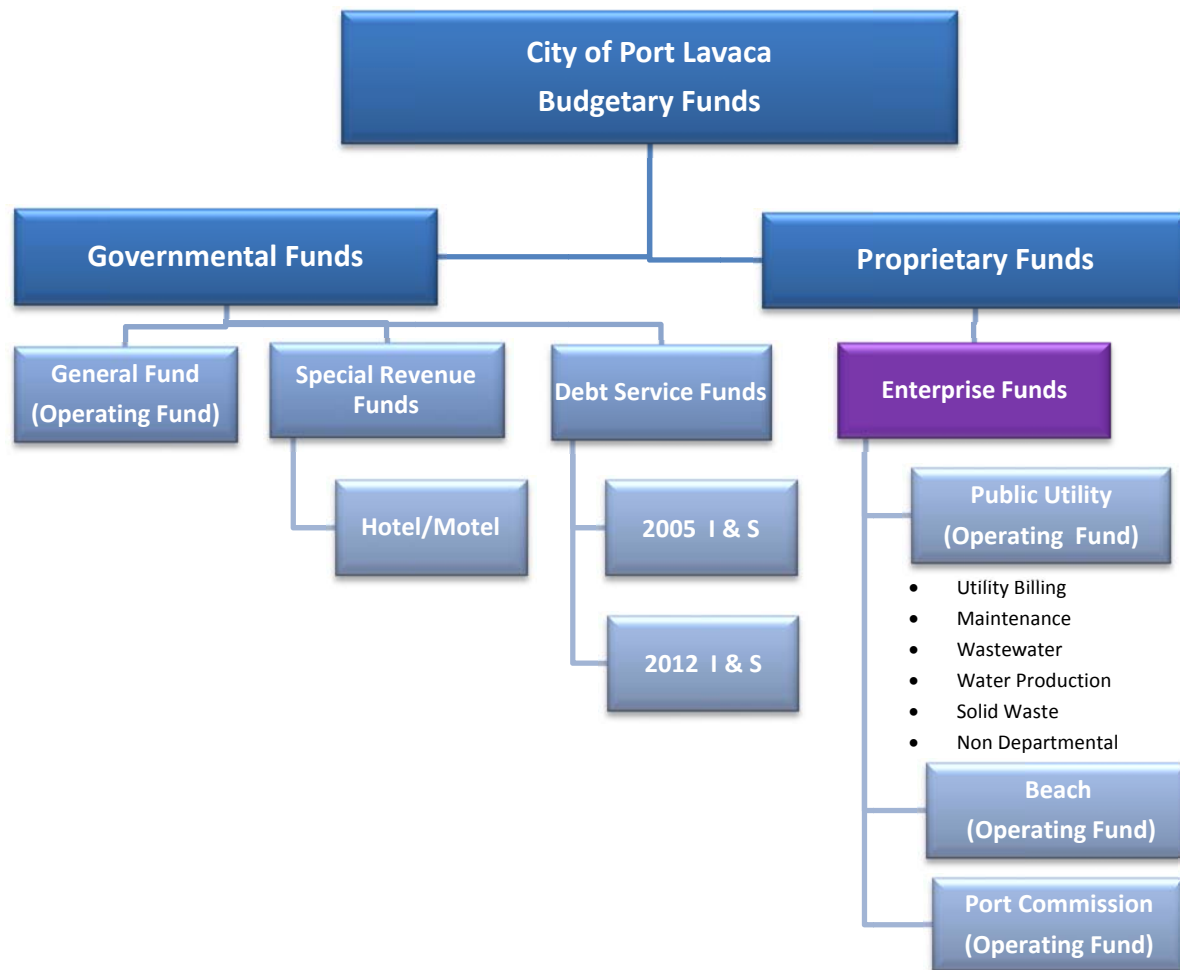 City of Port Lavaca
Budgetary Funds
Governmental Funds
Proprietary Funds
General Fund
(Operating Fund)
Special Revenue
Funds
Debt Service Funds
Enterprise Funds
Hotel/Motel
2005 I & S
2012 I & S
Public Utility
(Operating Fund)
• Utility Billing
• Maintenance
• Wastewater
• Water Production
• Solid Waste
• Non Departmental
Beach
(Operating Fund)
Port Commission
(Operating Fund)